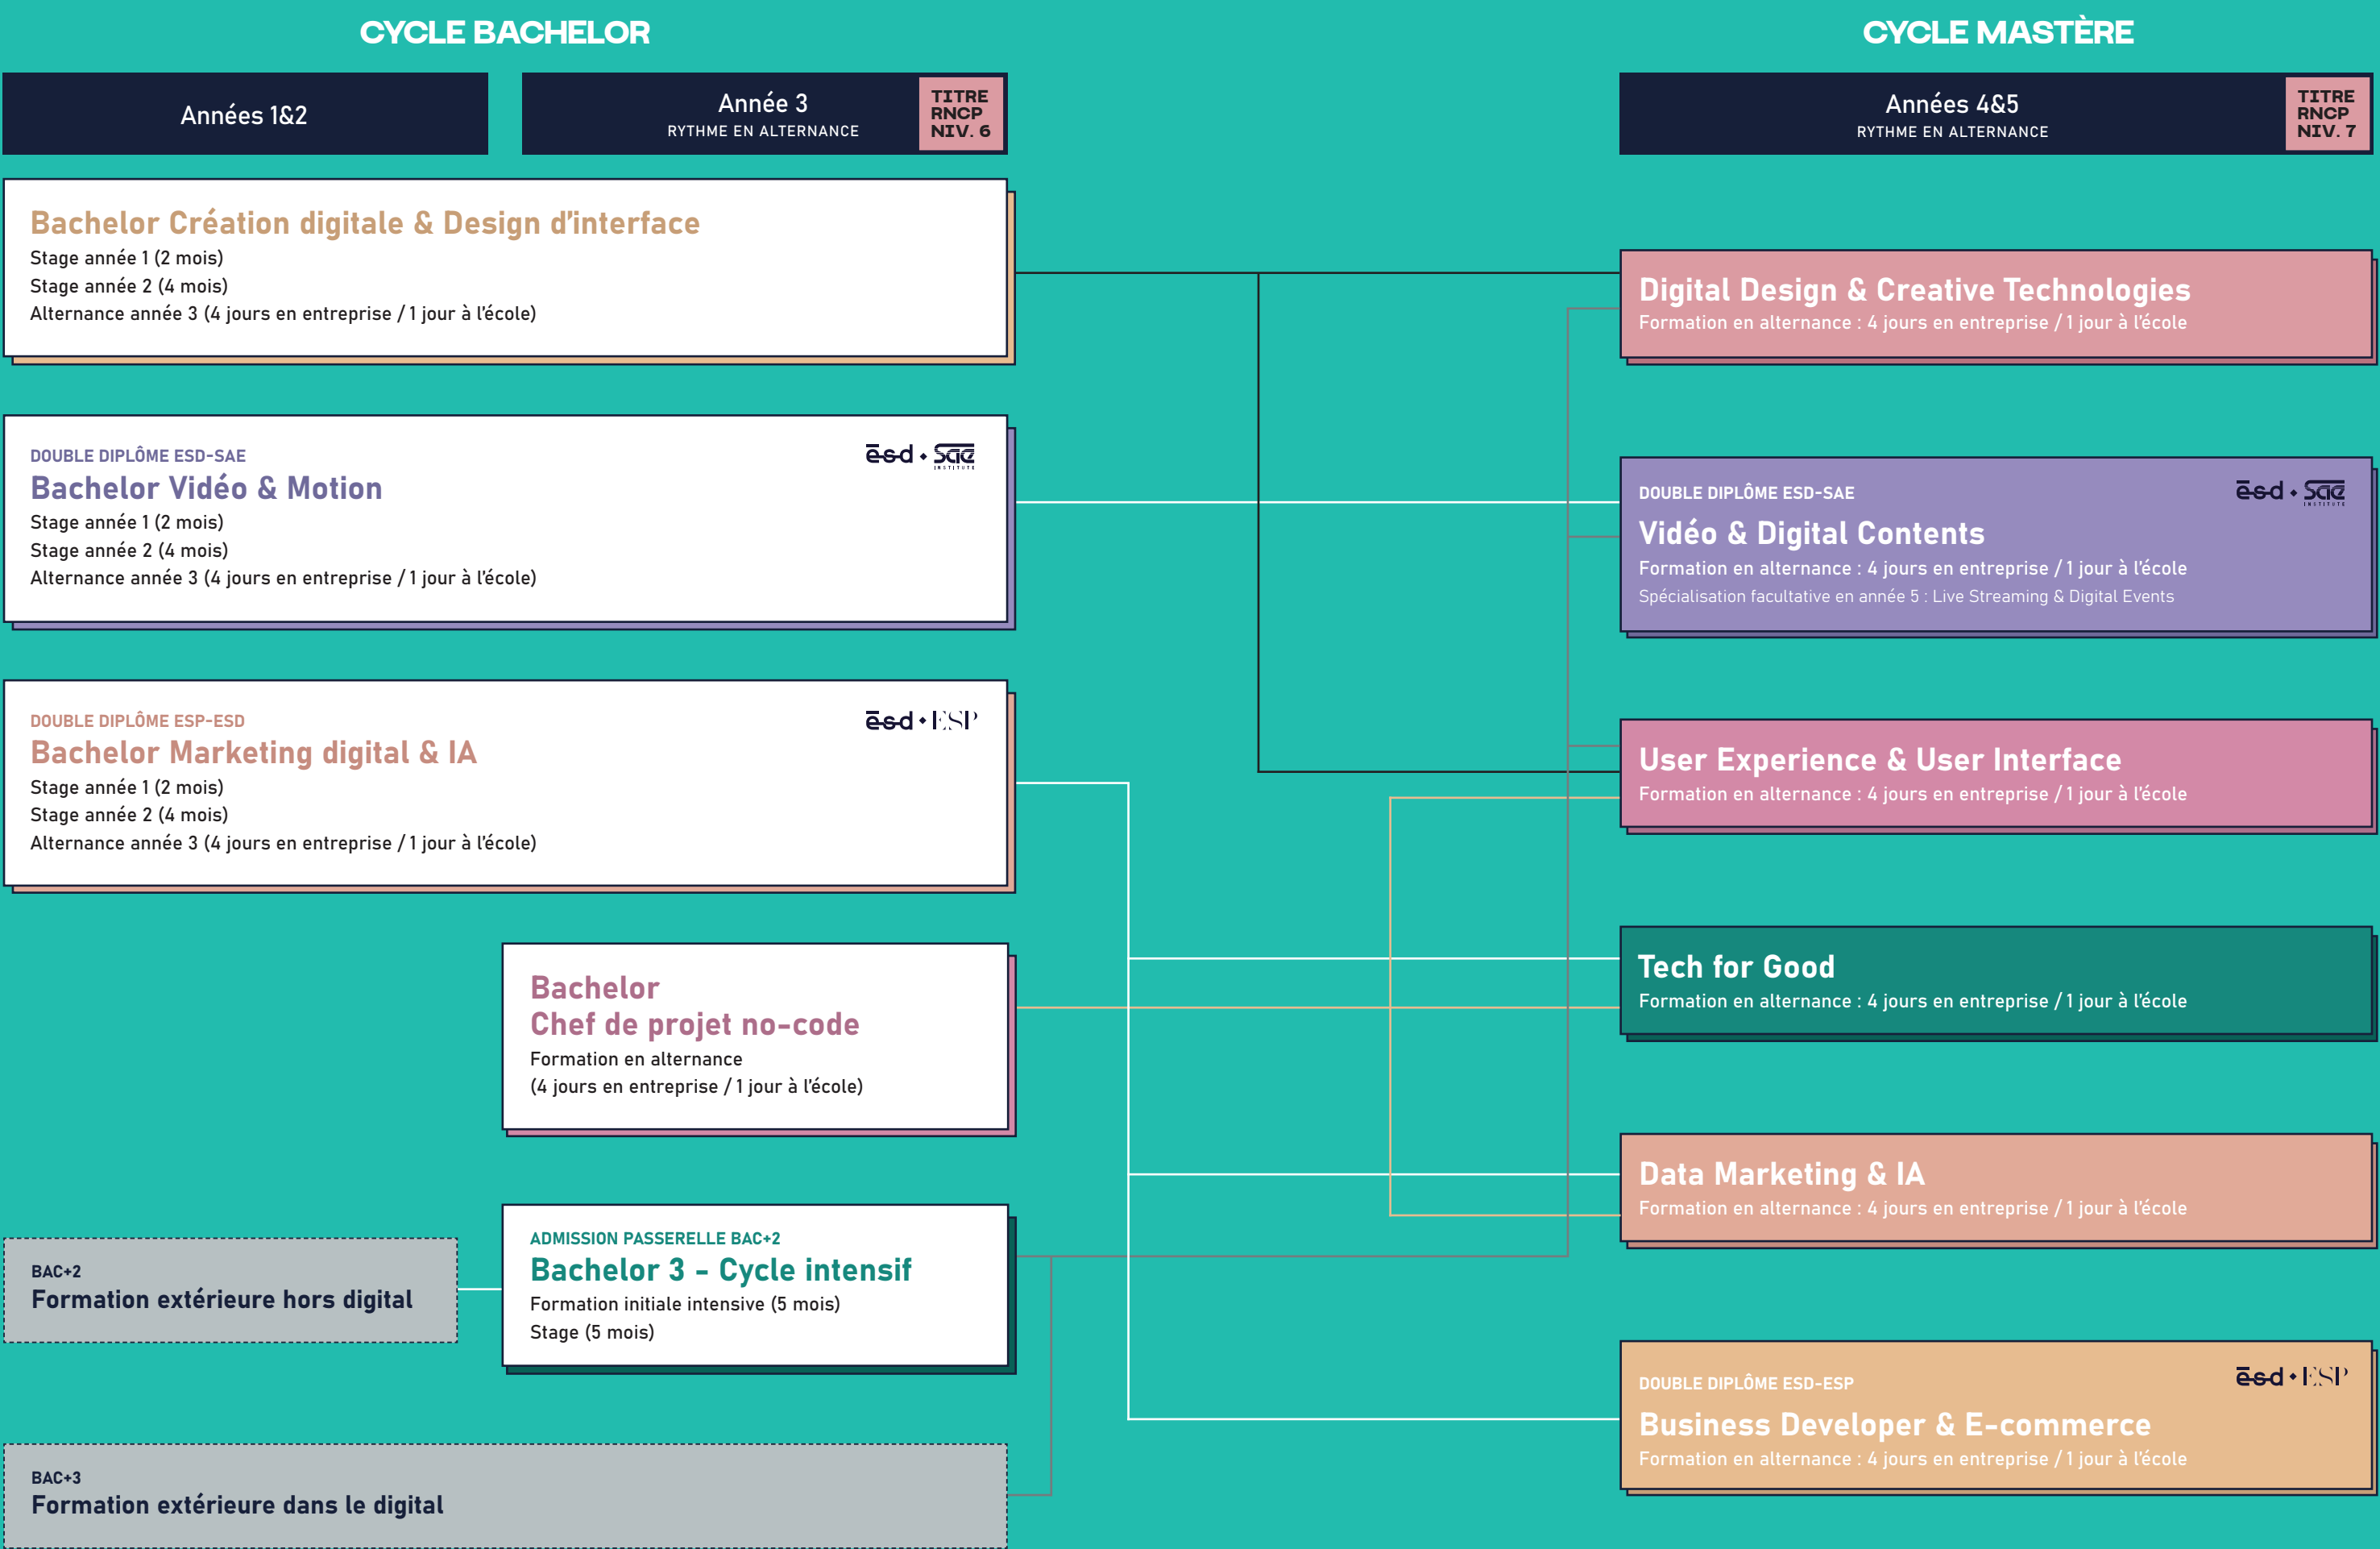 CYCLE BACHELOR
CYCLE MASTÈRE
Années 1&2
Année 3
RYTHME EN ALTERNANCE
TITRE
RNCP
NIV. 6
Années 4&5
RYTHME EN ALTERNANCE
TITRE
RNCP
NIV. 7
Bachelor Création digitale & Design d'interface
Stage année 1 (2 mois)
Stage année 2 (4 mois)
Alternance année 3 (4 jours en entreprise / 1 jour à l'école)
DOUBLE DIPLÔME ESD-SAE
esd • sae
INSTITUTE
Bachelor Vidéo & Motion
Stage année 1 (2 mois)
Stage année 2 (4 mois)
Alternance année 3 (4 jours en entreprise / 1 jour à l'école)
DOUBLE DIPLÔME ESP-ESD
esd • ESP
Bachelor Marketing digital & IA
Stage année 1 (2 mois)
Stage année 2 (4 mois)
Alternance année 3 (4 jours en entreprise / 1 jour à l'école)
Bachelor
Chef de projet no-code
Formation en alternance
(4 jours en entreprise / 1 jour à l'école)
ADMISSION PASSERELLE BAC+2
Bachelor 3 - Cycle intensif
Formation initiale intensive (5 mois)
Stage (5 mois)
BAC+2
Formation extérieure hors digital
BAC+3
Formation extérieure dans le digital
Digital Design & Creative Technologies
Formation en alternance : 4 jours en entreprise / 1 jour à l'école
DOUBLE DIPLÔME ESD-SAE
esd • sae
INSTITUTE
Vidéo & Digital Contents
Formation en alternance : 4 jours en entreprise / 1 jour à l'école
Spécialisation facultative en année 5 : Live Streaming & Digital Events
User Experience & User Interface
Formation en alternance : 4 jours en entreprise / 1 jour à l'école
Tech for Good
Formation en alternance : 4 jours en entreprise / 1 jour à l'école
Data Marketing & IA
Formation en alternance : 4 jours en entreprise / 1 jour à l'école
DOUBLE DIPLÔME ESD-ESP
esd • ESP
Business Developer & E-commerce
Formation en alternance : 4 jours en entreprise / 1 jour à l'école